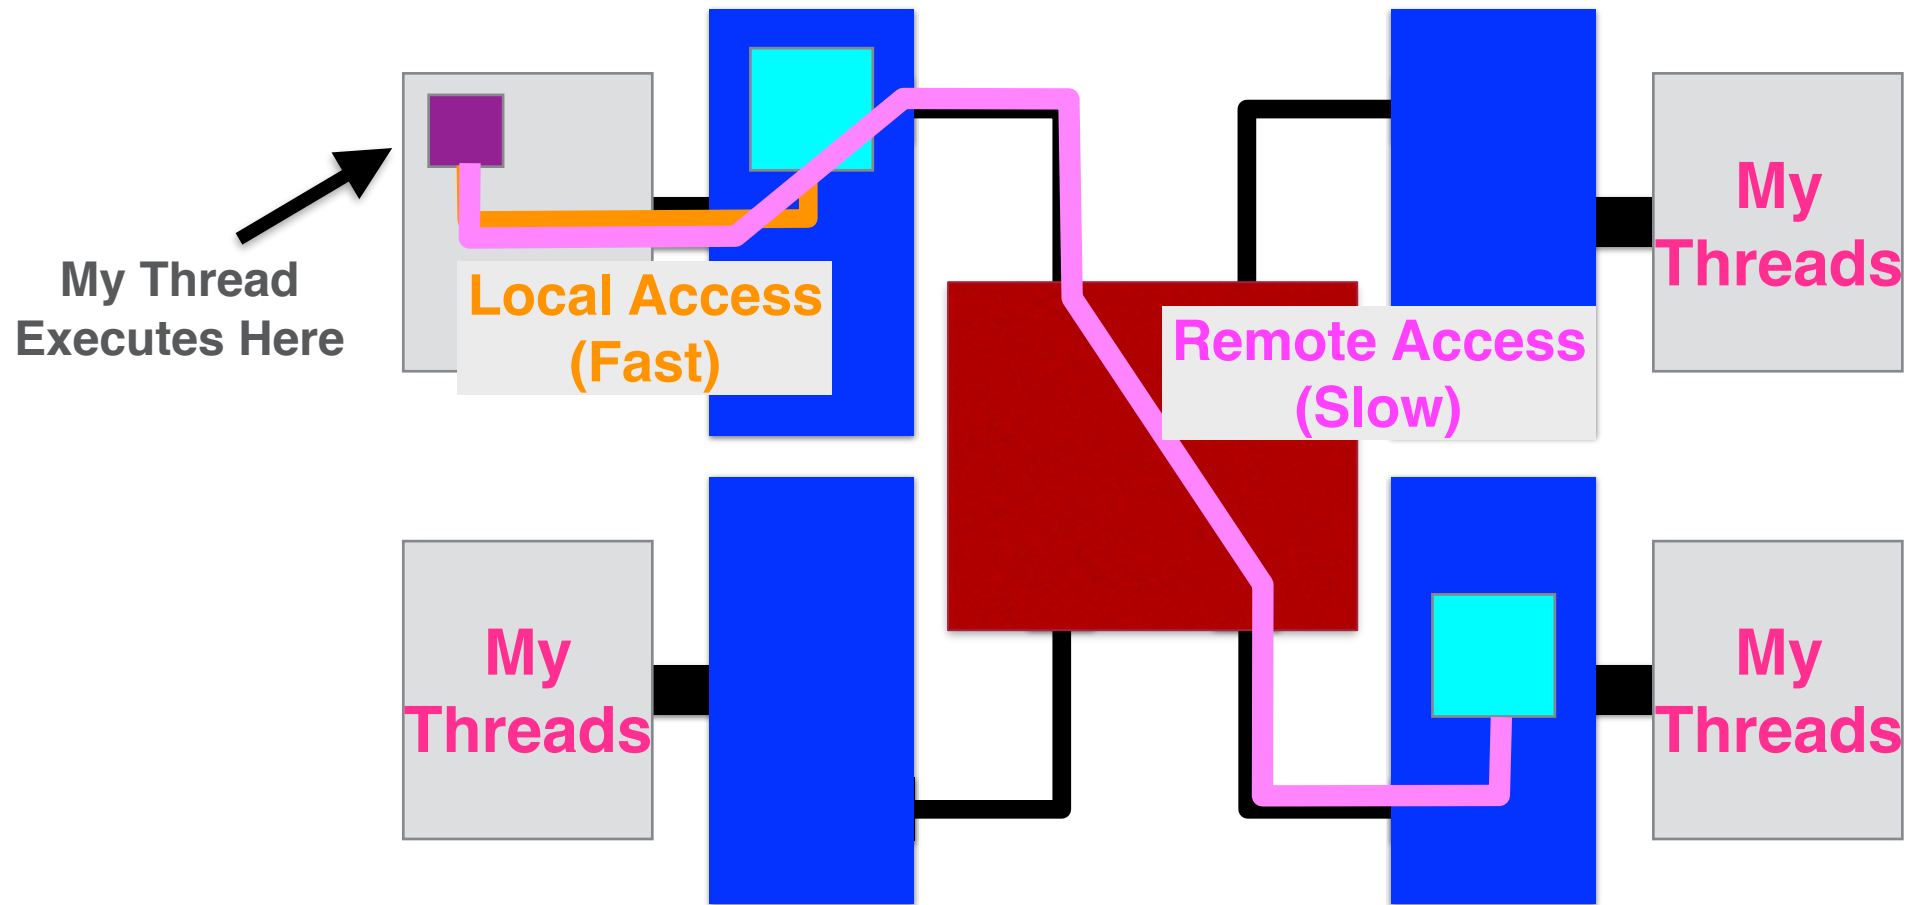 My Thread
Executes Here
Local Access
(Fast)
Remote Access
(Slow)
My
Threads
My
Threads
My
Threads